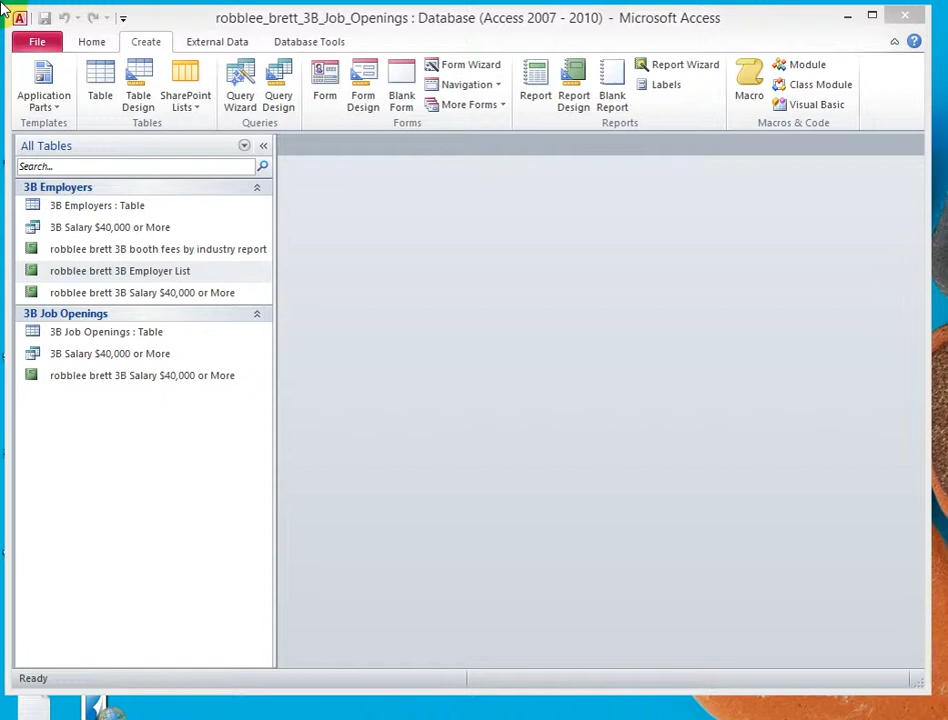 robblee_brett_3B_Job_Openings : Database (Access 2007 - 2010) - Microsoft Access
File Home Create External Data Database Tools
Application Parts
Table
Table Design
SharePoint Lists
Query Wizard
Query Design
Form
Form Design
Blank Form
Form Wizard
Navigation
More Forms
Report
Report Design
Blank Report
Report Wizard
Labels
Macro
Module
Class Module
Visual Basic
Templates Tables Queries Forms Reports Macros & Code
All Tables
Search...
3B Employers
3B Employers : Table
3B Salary $40,000 or More
robblee brett 3B booth fees by industry report
robblee brett 3B Employer List
robblee brett 3B Salary $40,000 or More
3B Job Openings
3B Job Openings : Table
3B Salary $40,000 or More
robblee brett 3B Salary $40,000 or More
Ready